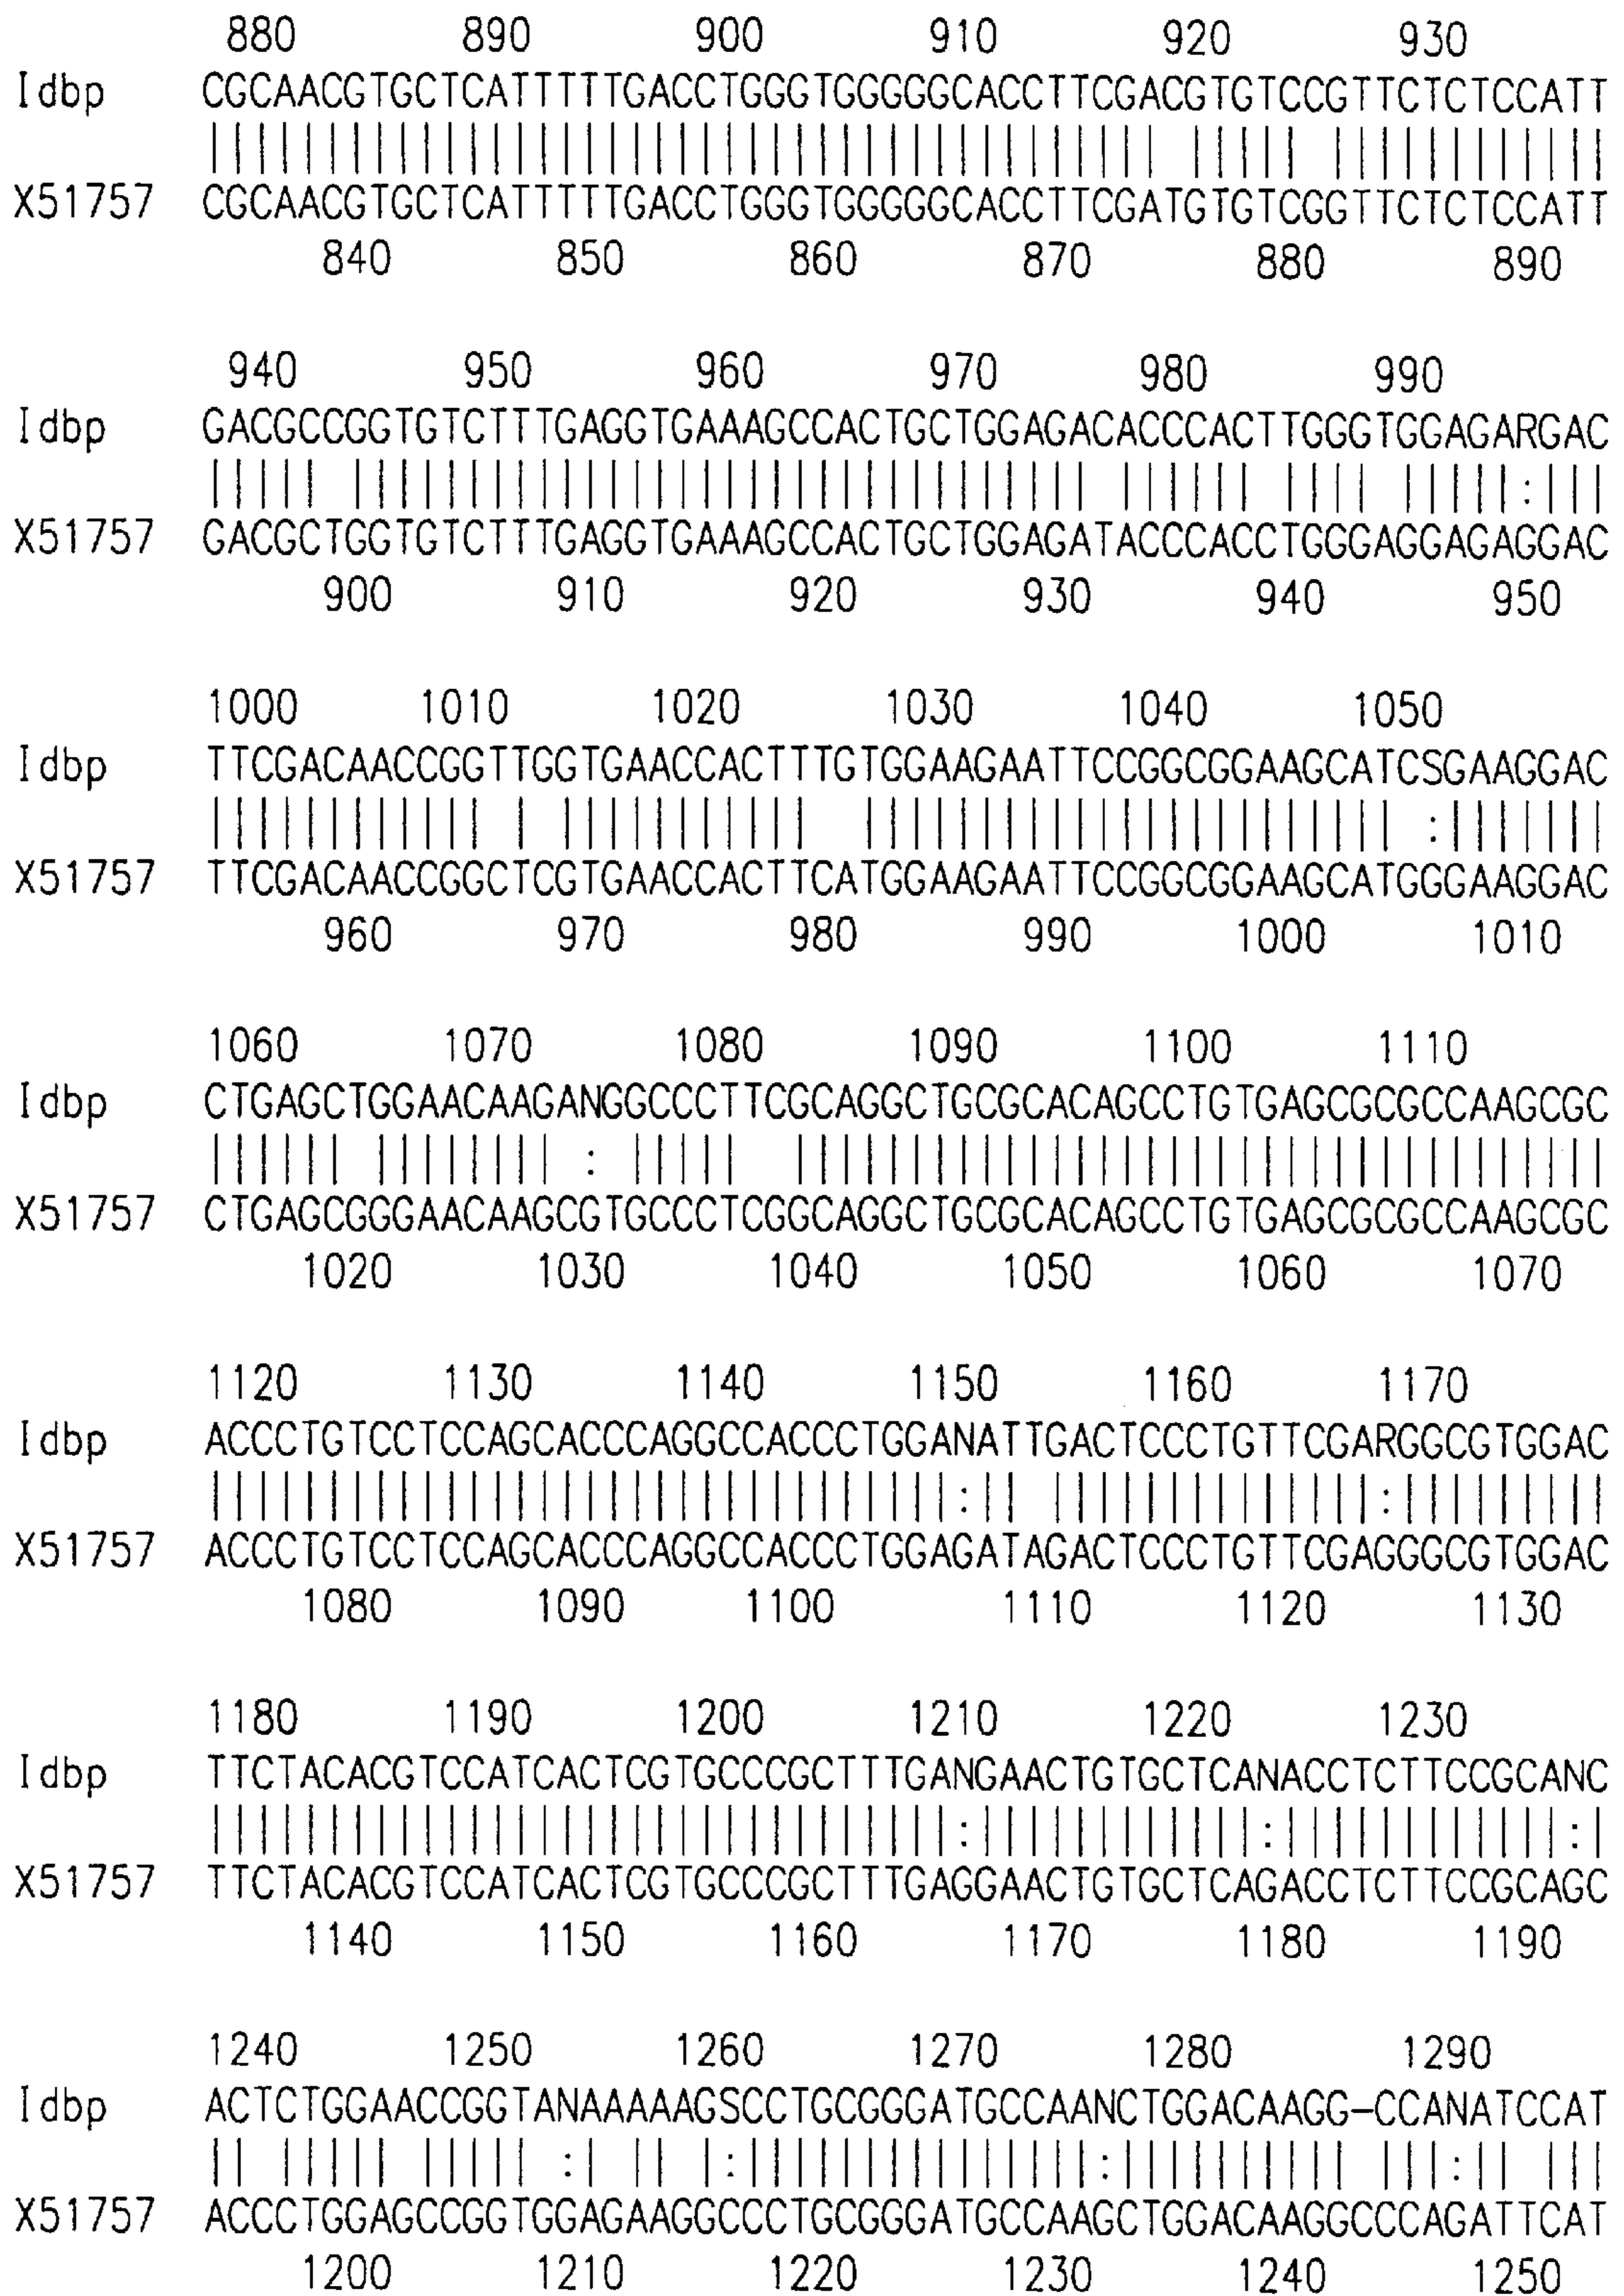 880 890 900 910 920 930
Idbp CGCAACGTGCTCATTTTTGACCTGGGTGGGGGCACCTTCGACGTGTCCGTTCTCTCCATT
|||||||||||||||||||||||||||||||||||||||||  ||||| ||||||||||||
X51757 CGCAACGTGCTCATTTTTGACCTGGGTGGGGGCACCTTCGATGTGTCGGTTCTCTCCATT
840 850 860 870 880 890
940 950 960 970 980 990
Idbp GACGCCGGTGTCTTTGAGGTGAAAGCCACTGCTGGAGACACCCACTTGGGTGGAGARGAC
||||| |||||||||||||||||||||||||||||||| |||||| |||| |||||:|||
X51757 GACGCTGGTGTCTTTGAGGTGAAAGCCACTGCTGGAGATACCCACCTGGGAGGAGAGGAC
900 910 920 930 940 950
1000 1010 1020 1030 1040 1050
Idbp TTCGACAACCGGTTGGTGAACCACTTTGTGGAAGAATTCCGGCGGAAGCATCSGAAGGAC
|||||||||||| | |||||||||||  ||||||||||||||||||||||| :|||||||
X51757 TTCGACAACCGGCTCGTGAACCACTTCATGGAAGAATTCCGGCGGAAGCATGGGAAGGAC
960 970 980 990 1000 1010
1060 1070 1080 1090 1100 1110
Idbp CTGAGCTGGAACAAGANGGCCCTTCGCAGGCTGCGCACAGCCTGTGAGCGCGCCAAGCGC
|||||| |||||||| : |||||  |||||||||||||||||||||||||||||||||||
X51757 CTGAGCGGGAACAAGCGTGCCCTCGGCAGGCTGCGCACAGCCTGTGAGCGCGCCAAGCGC
1020 1030 1040 1050 1060 1070
1120 1130 1140 1150 1160 1170
Idbp ACCCTGTCCTCCAGCACCCAGGCCACCCTGGANATTGACTCCCTGTTCGARGGCGTGGAC
||||||||||||||||||||||||||||||||:|| ||||||||||||||:|||||||||
X51757 ACCCTGTCCTCCAGCACCCAGGCCACCCTGGAGATAGACTCCCTGTTCGAGGGCGTGGAC
1080 1090 1100 1110 1120 1130
1180 1190 1200 1210 1220 1230
Idbp TTCTACACGTCCATCACTCGTGCCCGCTTTGANGAACTGTGCTCANACCTCTTCCGCANC
||||||||||||||||||||||||||||||||:||||||||||||:||||||||||||:|
X51757 TTCTACACGTCCATCACTCGTGCCCGCTTTGAGGAACTGTGCTCAGACCTCTTCCGCAGC
1140 1150 1160 1170 1180 1190
1240 1250 1260 1270 1280 1290
Idbp ACTCTGGAACCGGTANAAAAAGSCCTGCGGGATGCCAANCTGGACAAGG-CCANATCCAT
|| ||||| ||||| :| || |:|||||||||||||||:|||||||||| |||:|| |||
X51757 ACCCTGGAGCCGGTGGAGAAGGCCCTGCGGGATGCCAAGCTGGACAAGGCCCAGATTCAT
1200 1210 1220 1230 1240 1250